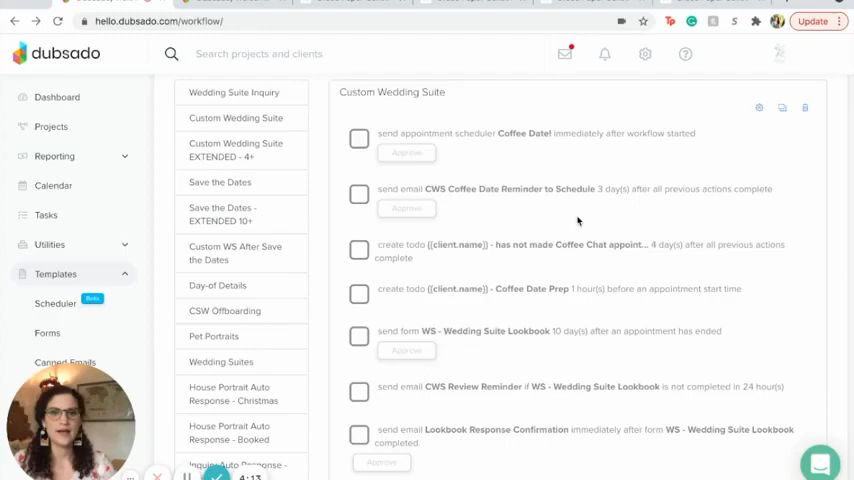 hello.dubsado.com/workflow/
Update
dubsado
Search projects and clients
Dashboard
Projects
Reporting
Calendar
Tasks
Utilities
Templates
Scheduler
Beta
Forms
Canned Emails
Wedding Suite Inquiry
Custom Wedding Suite
Custom Wedding Suite
EXTENDED - 4+
Save the Dates
Save the Dates -
EXTENDED 10+
Custom WS After Save
the Dates
Day-of Details
CSW Offboarding
Pet Portraits
Wedding Suites
House Portrait Auto
Response - Christmas
House Portrait Auto
Response - Booked
Inquiry Auto Response -
Custom Wedding Suite
send appointment scheduler Coffee Date! immediately after workflow started
Approve
send email CWS Coffee Date Reminder to Schedule 3 day(s) after all previous actions complete
Approve
create todo {{client.name}} - has not made Coffee Chat appoint... 4 day(s) after all previous actions
complete
create todo {{client.name}} - Coffee Date Prep 1 hour(s) before an appointment start time
send form WS - Wedding Suite Lookbook 10 day(s) after an appointment has ended
Approve
send email CWS Review Reminder if WS - Wedding Suite Lookbook is not completed in 24 hour(s)
send email Lookbook Response Confirmation immediately after form WS - Wedding Suite Lookbook
completed
Approve
4:13